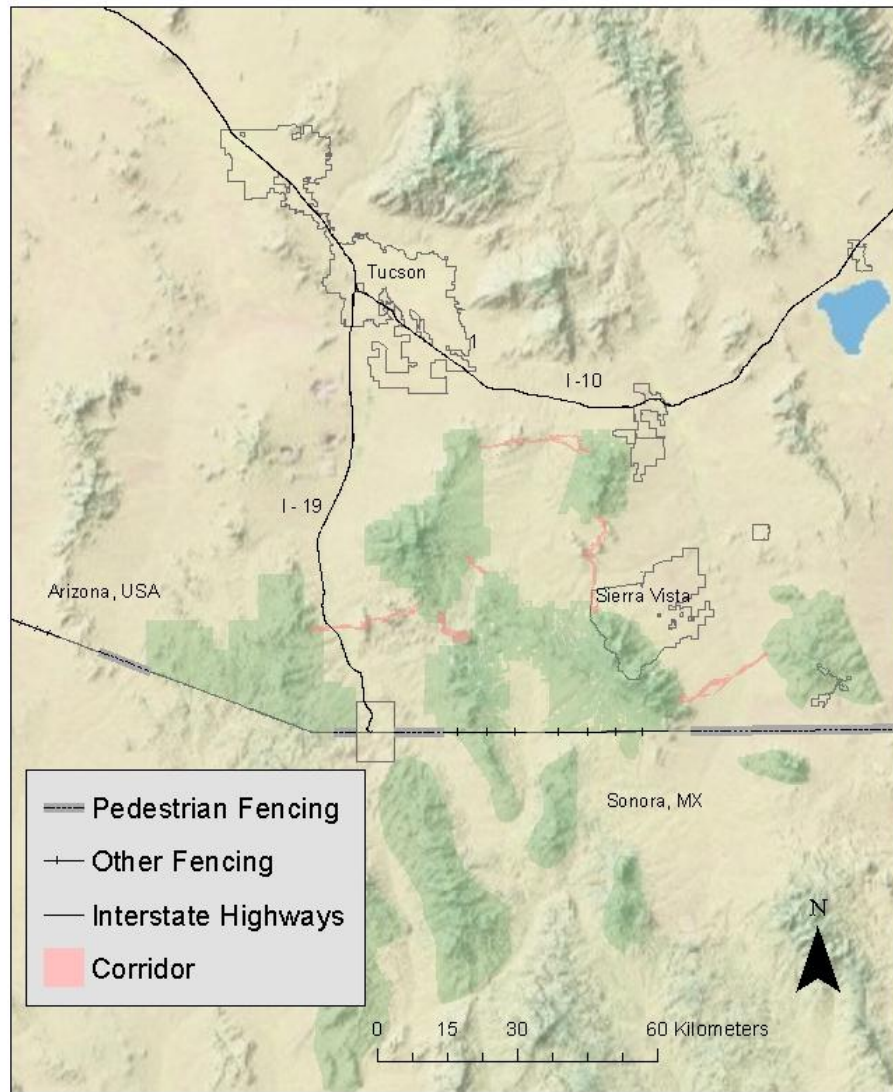 Tucson
I -10
I - 19
Arizona, USA
Sierra Vista
Sonora, MX
Pedestrian Fencing
Other Fencing
Interstate Highways
Corridor
N
0 15 30 60 Kilometers